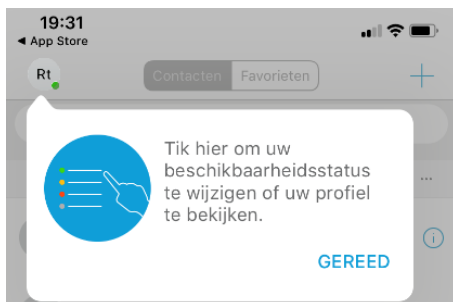 19:31
◀ App Store
Rt
Contacten Favorieten
Tik hier om uw
beschikbaarheidsstatus
te wijzigen of uw profiel
te bekijken.
GEREED